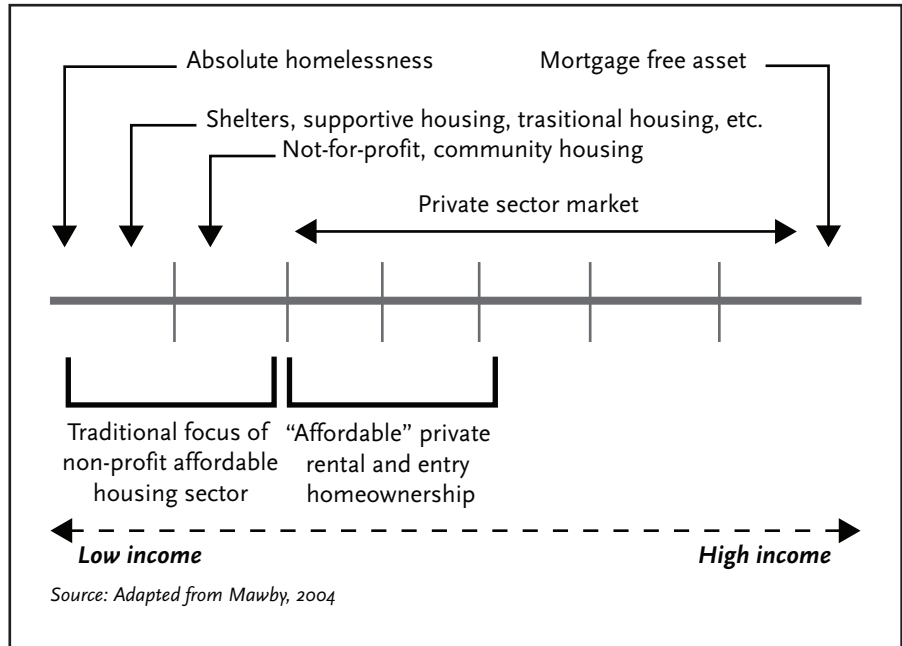 Absolute homelessness
Mortgage free asset
Shelters, supportive housing, trasitional housing, etc.
Not-for-profit, community housing
Private sector market
Traditional focus of
non-profit affordable
housing sector
“Affordable” private
rental and entry
homeownership
Low income
High income
Source: Adapted from Mawby, 2004